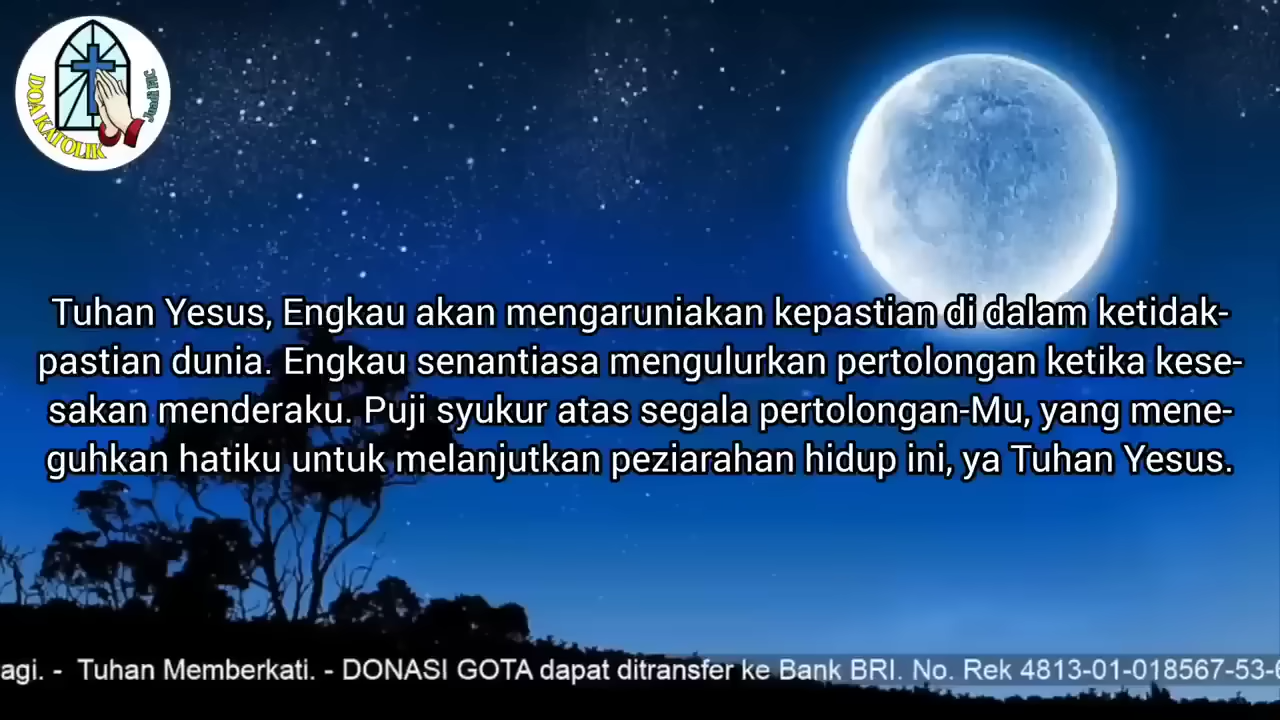 DOA KATOLIK
Tuhan Yesus, Engkau akan mengaruniakan kepastian di dalam ketidak-
pastian dunia. Engkau senantiasa mengulurkan pertolongan ketika kese-
sakan menderaku. Puji syukur atas segala pertolongan-Mu, yang mene-
guhkan hatiku untuk melanjutkan peziarahan hidup ini, ya Tuhan Yesus.
agi. - Tuhan Memberkati. - DONASI GOTA dapat ditransfer ke Bank BRI. No. Rek 4813-01-018567-53-6